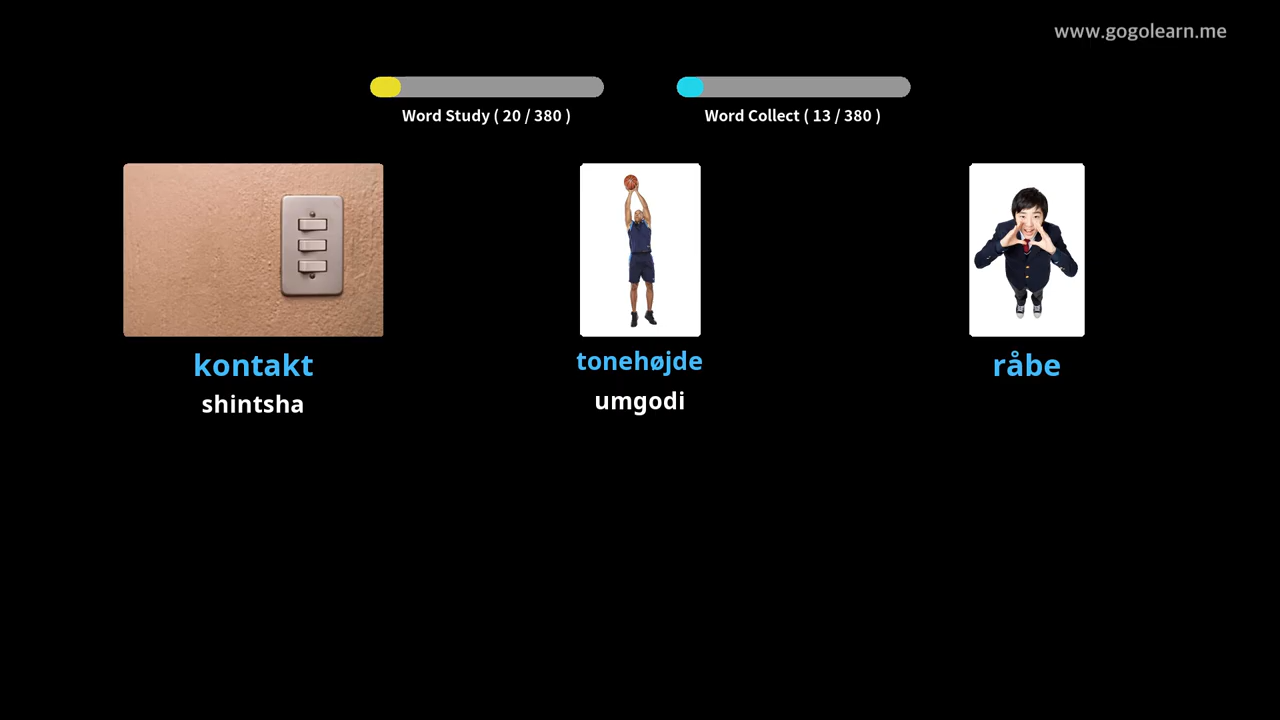 www.gogolearn.me
Word Study ( 20 / 380 )
Word Collect ( 13 / 380 )
kontakt
shintsha
tonehøjde
umgodi
råbe